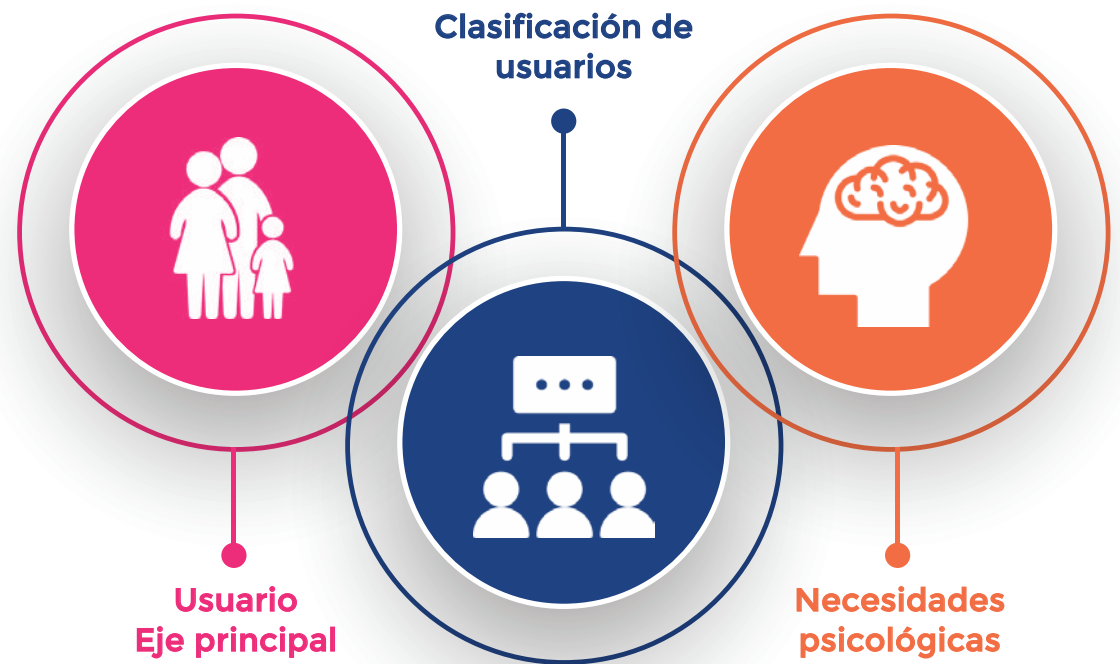 Clasificación de
usuarios
Usuario
Eje principal
Necesidades
psicológicas